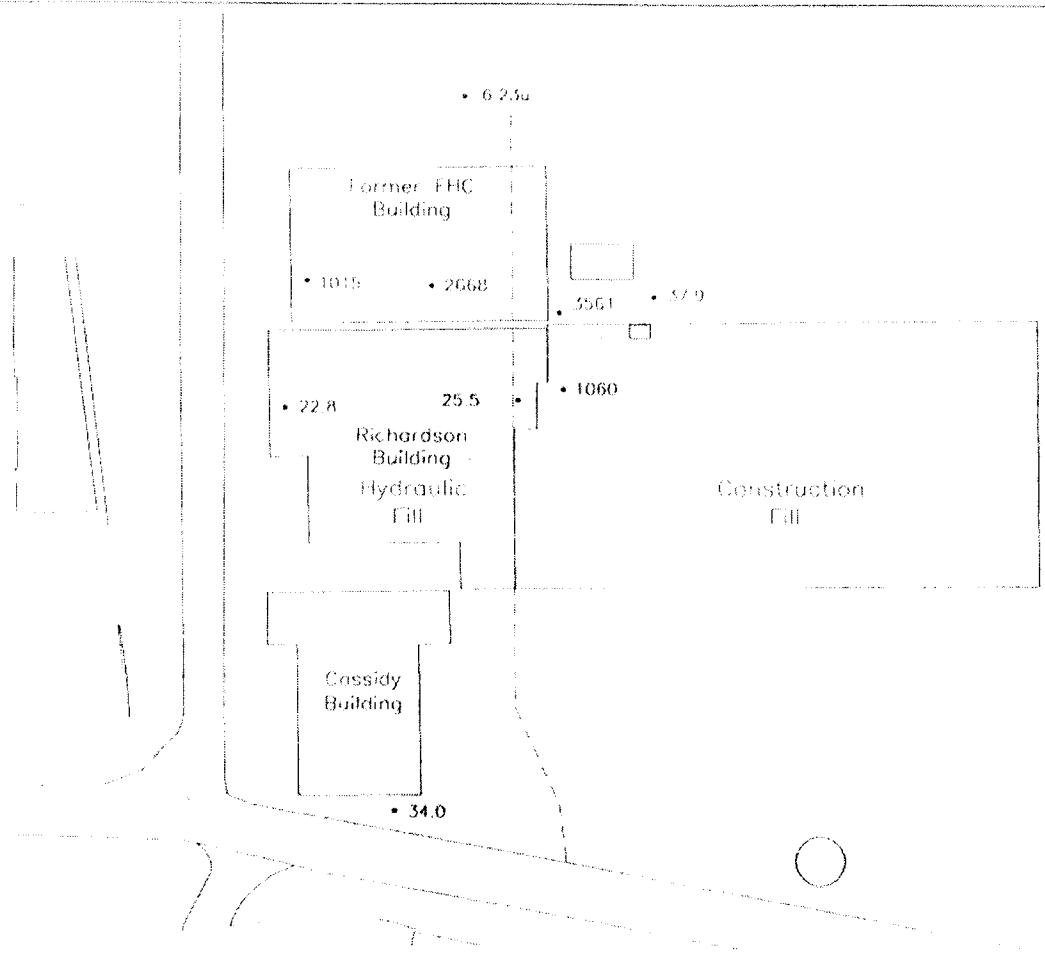 6.23u
Former FHC
Building
1015
2668
3561
37.9
1060
22.8
25.5
Richardson
Building
Hydraulic
Fill
Construction
Fill
Cassidy
Building
34.0